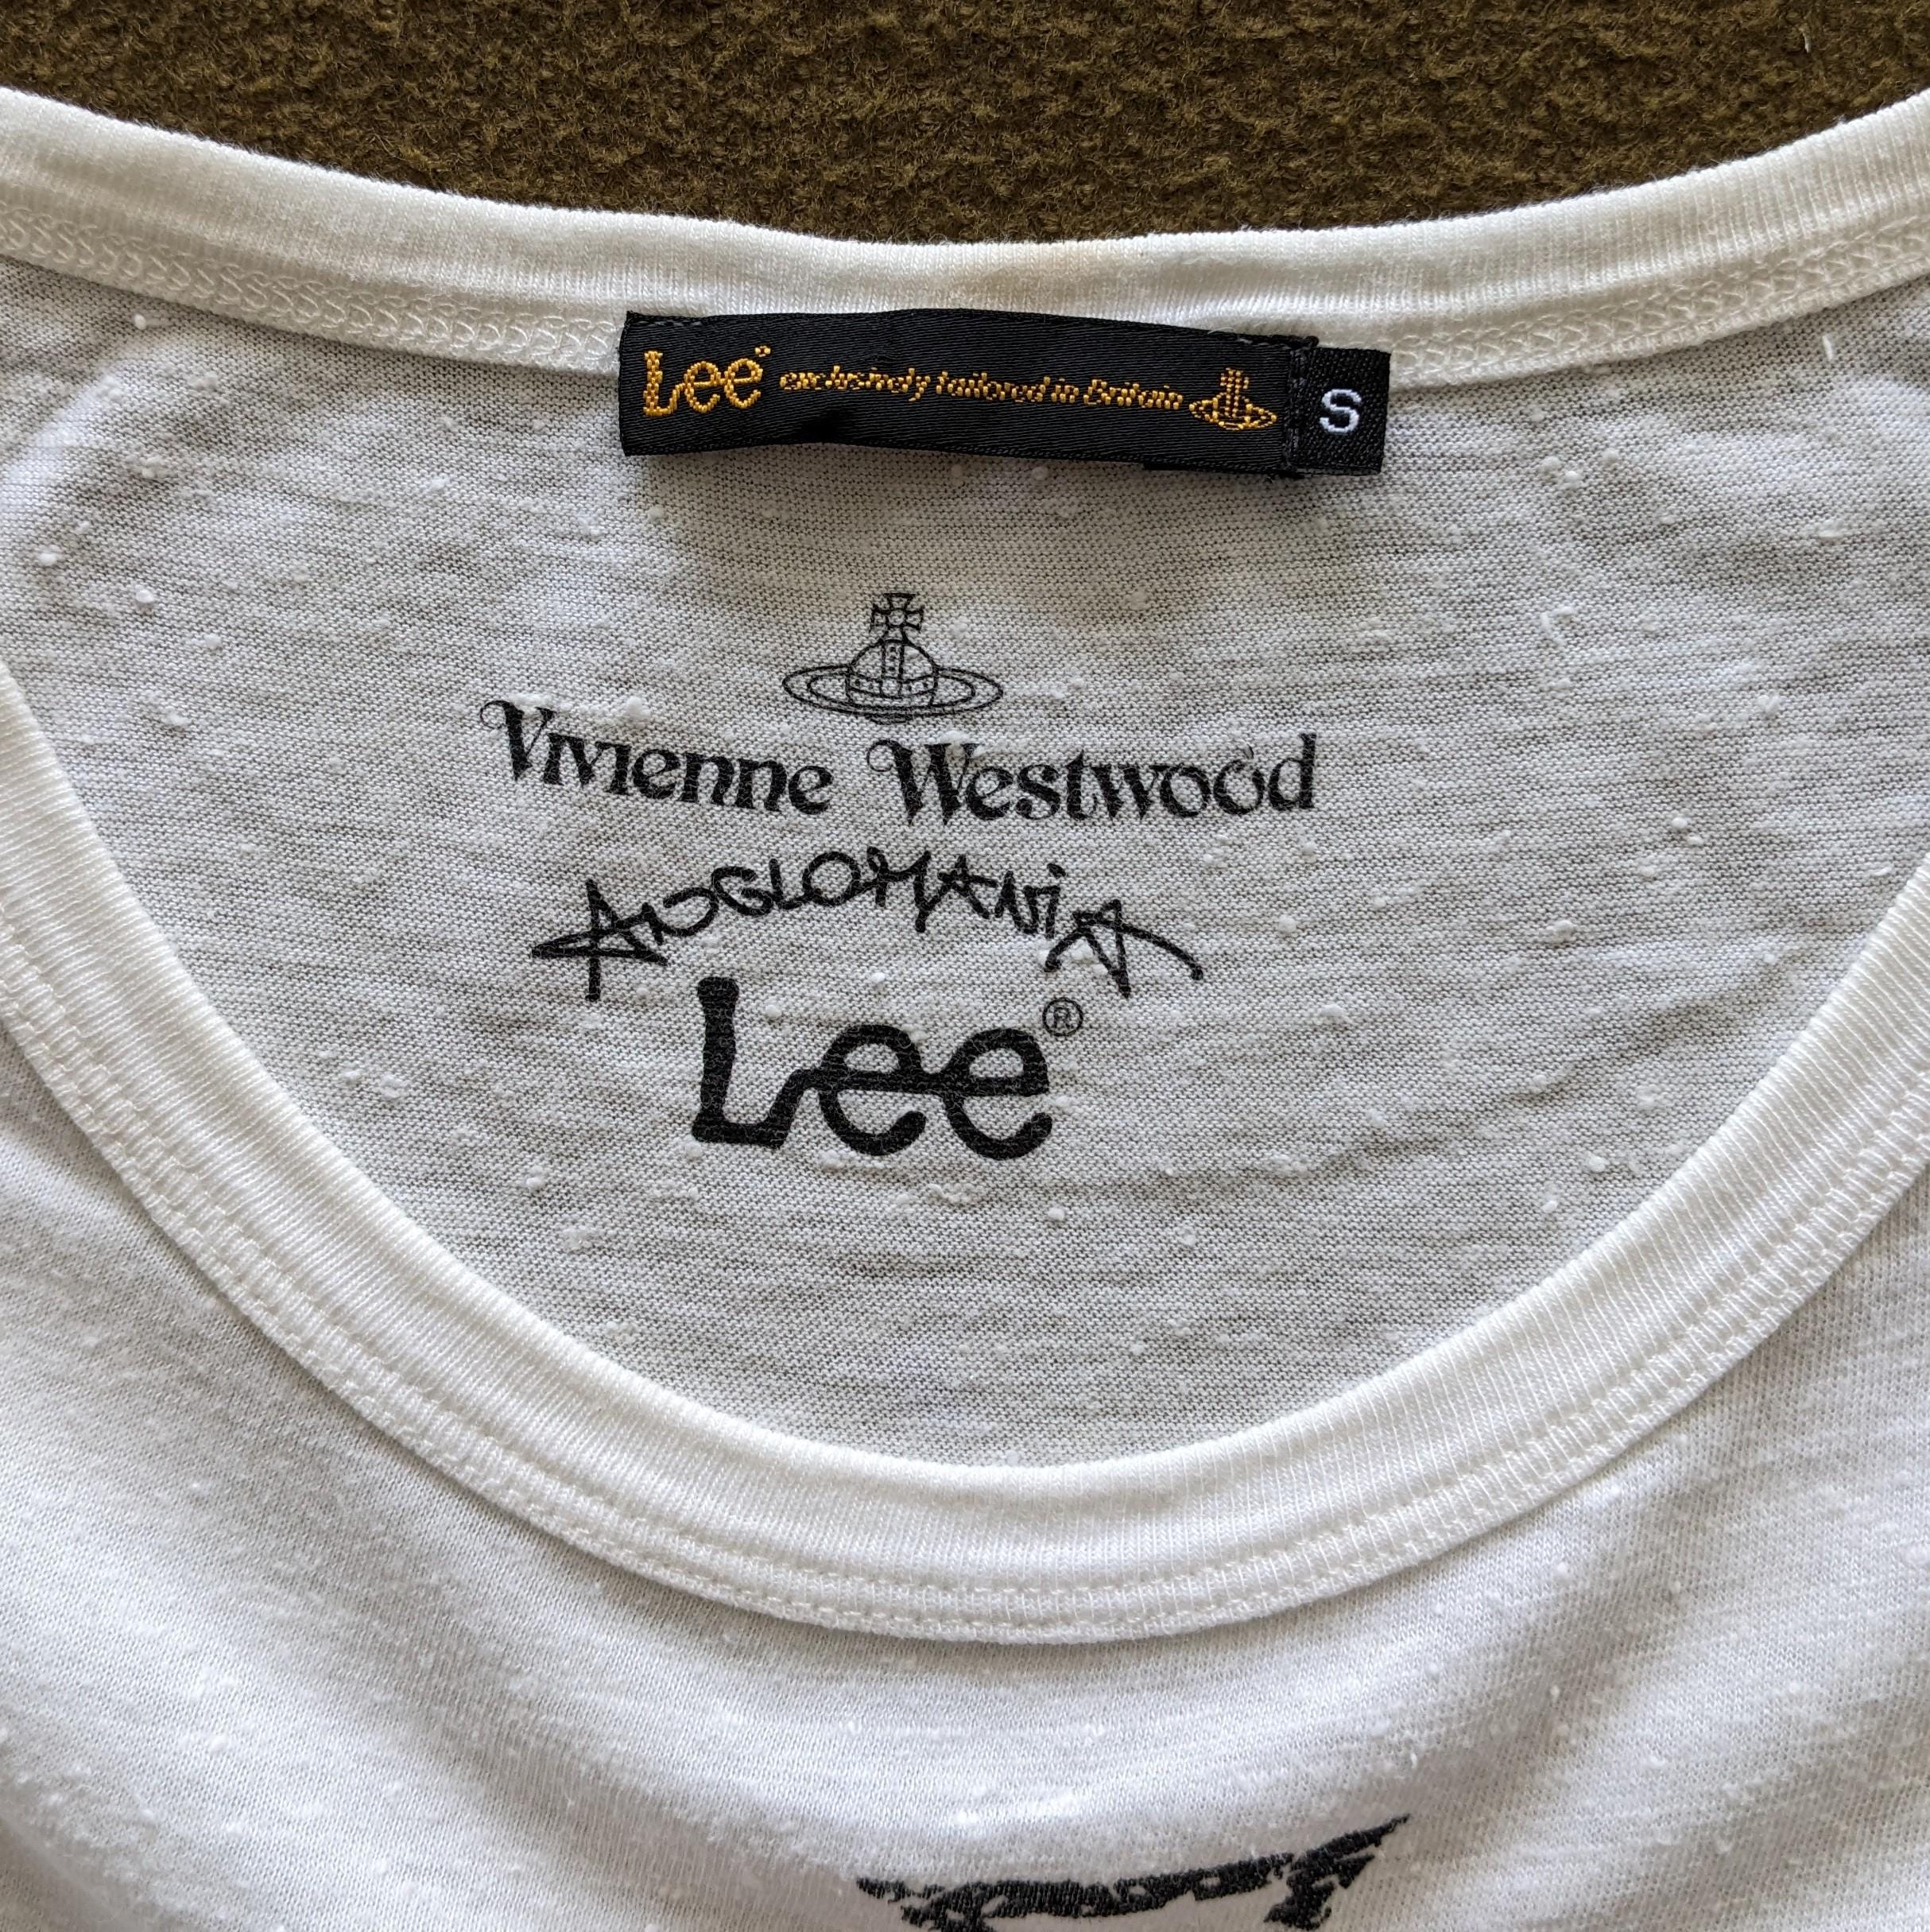 Lee® exclusively tailored in Britain S
Vivienne Westwood
ANGLOMANiA
Lee®